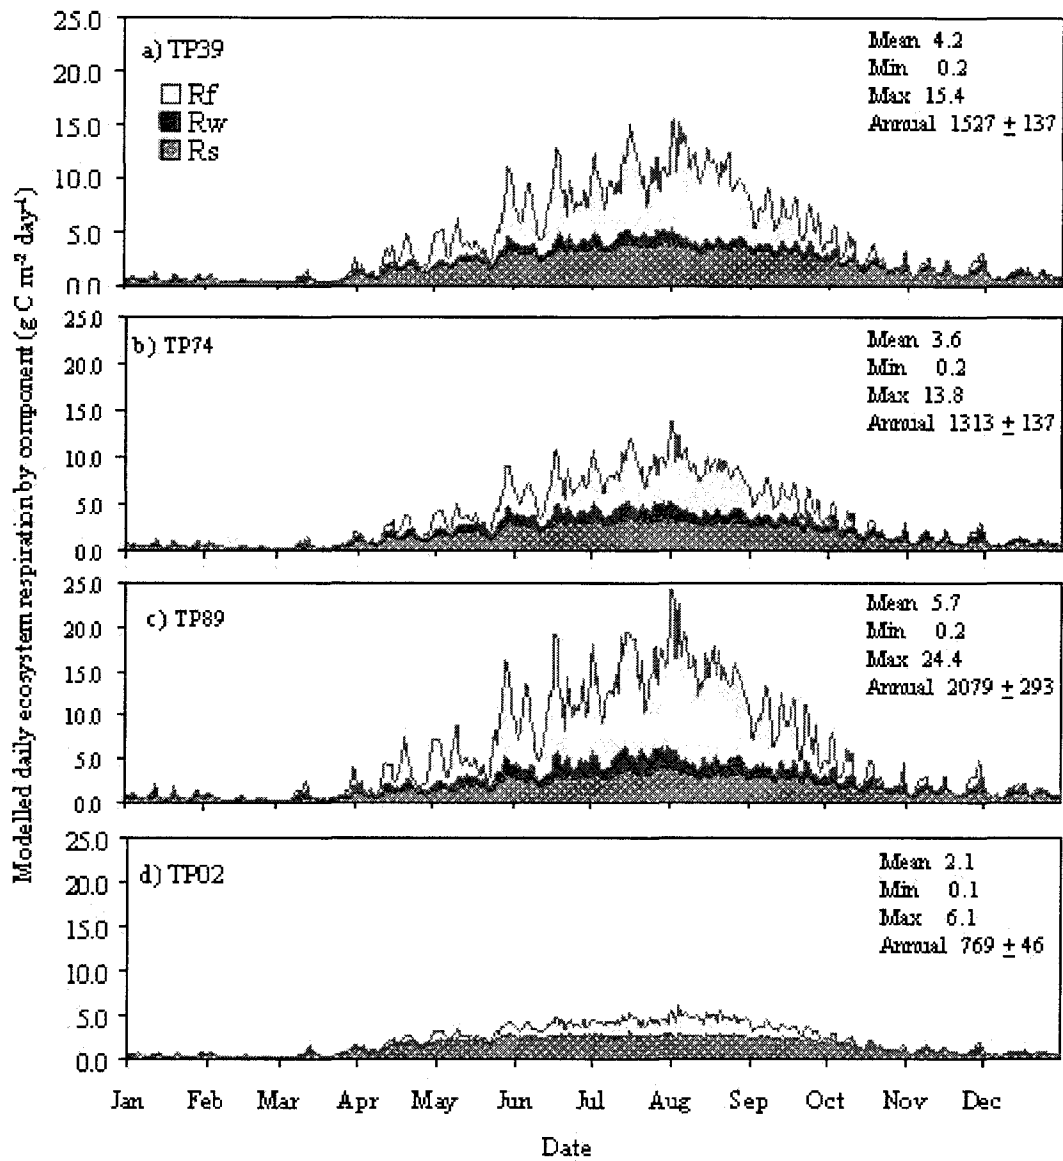 Modelled daily ecosystem respiration by component (g C m⁻² day⁻¹)
25.0
20.0
15.0
10.0
5.0
0.0
a) TP39
Rf
Rw
Rs
Mean 4.2
Min 0.2
Max 15.4
Annual 1527 ± 137
25.0
20.0
15.0
10.0
5.0
0.0
b) TP74
Mean 3.6
Min 0.2
Max 13.8
Annual 1313 ± 137
25.0
20.0
15.0
10.0
5.0
0.0
c) TP89
Mean 5.7
Min 0.2
Max 24.4
Annual 2079 ± 293
25.0
20.0
15.0
10.0
5.0
0.0
d) TP02
Mean 2.1
Min 0.1
Max 6.1
Annual 769 ± 46
Jan Feb Mar Apr May Jun Jul Aug Sep Oct Nov Dec
Date